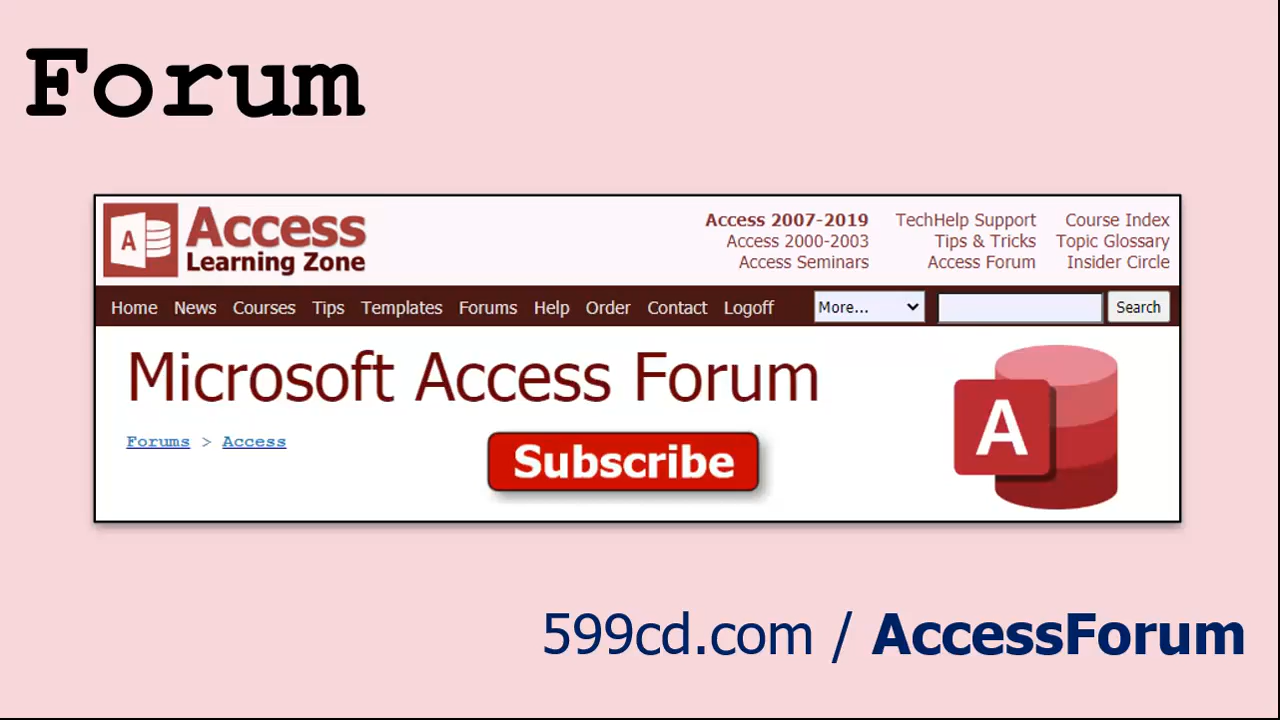 Forum
A
Access
Learning Zone
Access 2007-2019 TechHelp Support Course Index
Access 2000-2003 Tips & Tricks Topic Glossary
Access Seminars Access Forum Insider Circle
Home News Courses Tips Templates Forums Help Order Contact Logoff More... Search
Microsoft Access Forum
Forums > Access
Subscribe
A
599cd.com / AccessForum